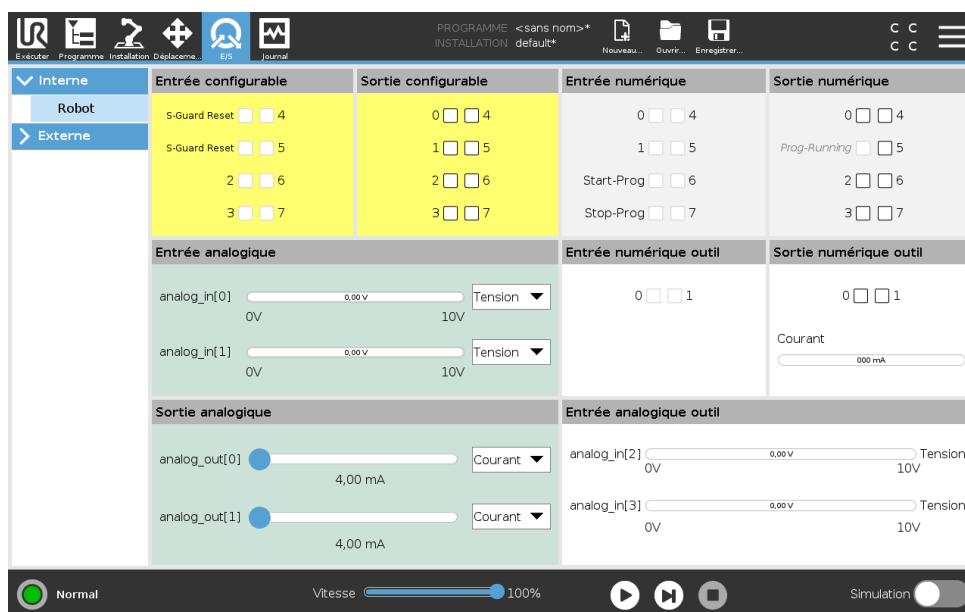 UR
PROGRAMME <sans nom>*
INSTALLATION default*
C C
C C
Exécuter Programme Installation Déplaceme... E/S Journal Nouveau... Ouvrir... Enregistrer...
Interne
Robot
Externe
Entrée configurable
S-Guard Reset 4
S-Guard Reset 5
2 6
3 7
Sortie configurable
0 4
1 5
2 6
3 7
Entrée numérique
0 4
1 5
Start-Prog 6
Stop-Prog 7
Sortie numérique
0 4
Prog-Running 5
2 6
3 7
Entrée analogique
analog_in[0] 0,00 V Tension
0V 10V
analog_in[1] 0,00 V Tension
0V 10V
Entrée numérique outil
0 1
Sortie numérique outil
0 1
Courant
000 mA
Sortie analogique
analog_out[0] Courant
4,00 mA
analog_out[1] Courant
4,00 mA
Entrée analogique outil
analog_in[2] 0,00 V Tension
0V 10V
analog_in[3] 0,00 V Tension
0V 10V
Normal Vitesse 100% Simulation